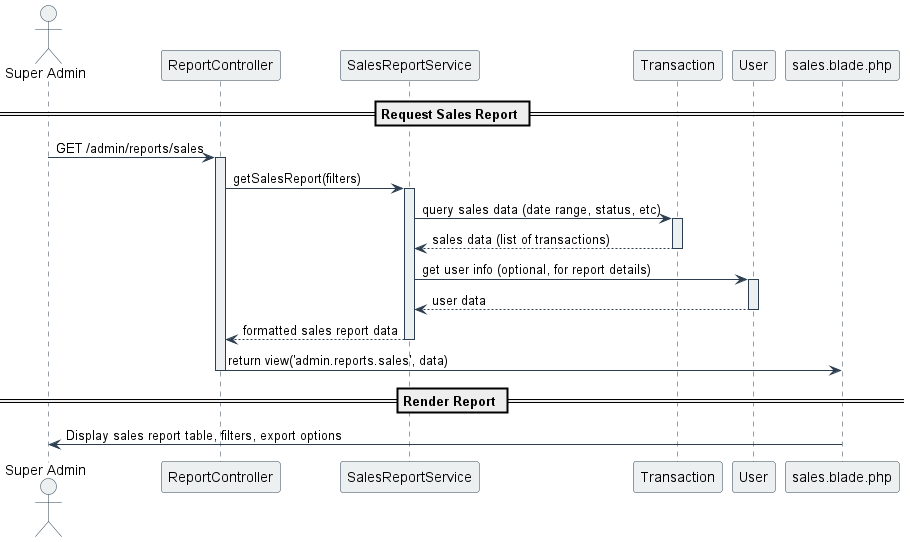 Super Admin
ReportController
SalesReportService
Transaction
User
sales.blade.php
Request Sales Report
GET /admin/reports/sales
getSalesReport(filters)
query sales data (date range, status, etc)
sales data (list of transactions)
get user info (optional, for report details)
user data
formatted sales report data
return view('admin.reports.sales', data)
Render Report
Display sales report table, filters, export options
Super Admin
ReportController
SalesReportService
Transaction
User
sales.blade.php